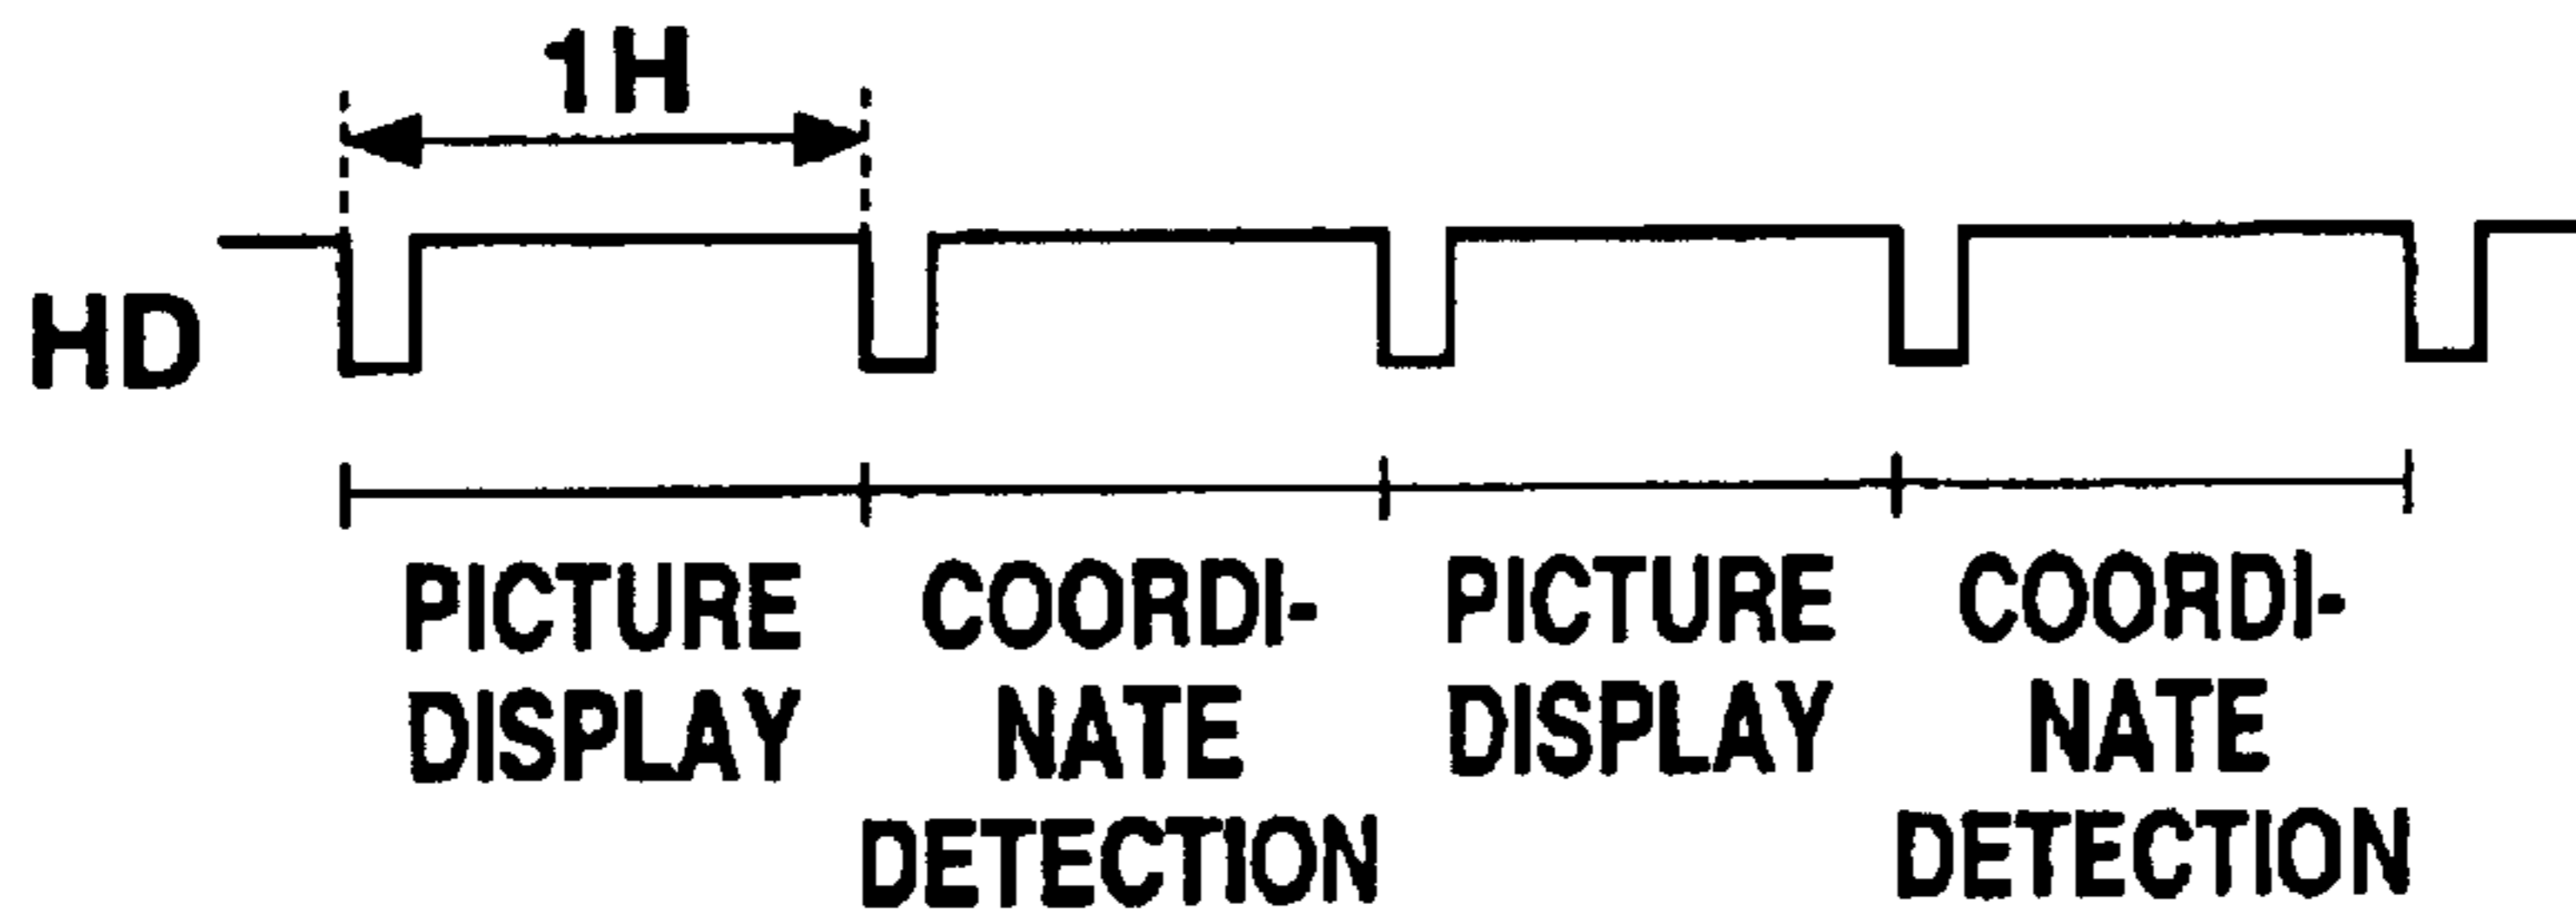 1H
HD
PICTURE
DISPLAY
COORDI-
NATE
DETECTION
PICTURE
DISPLAY
COORDI-
NATE
DETECTION